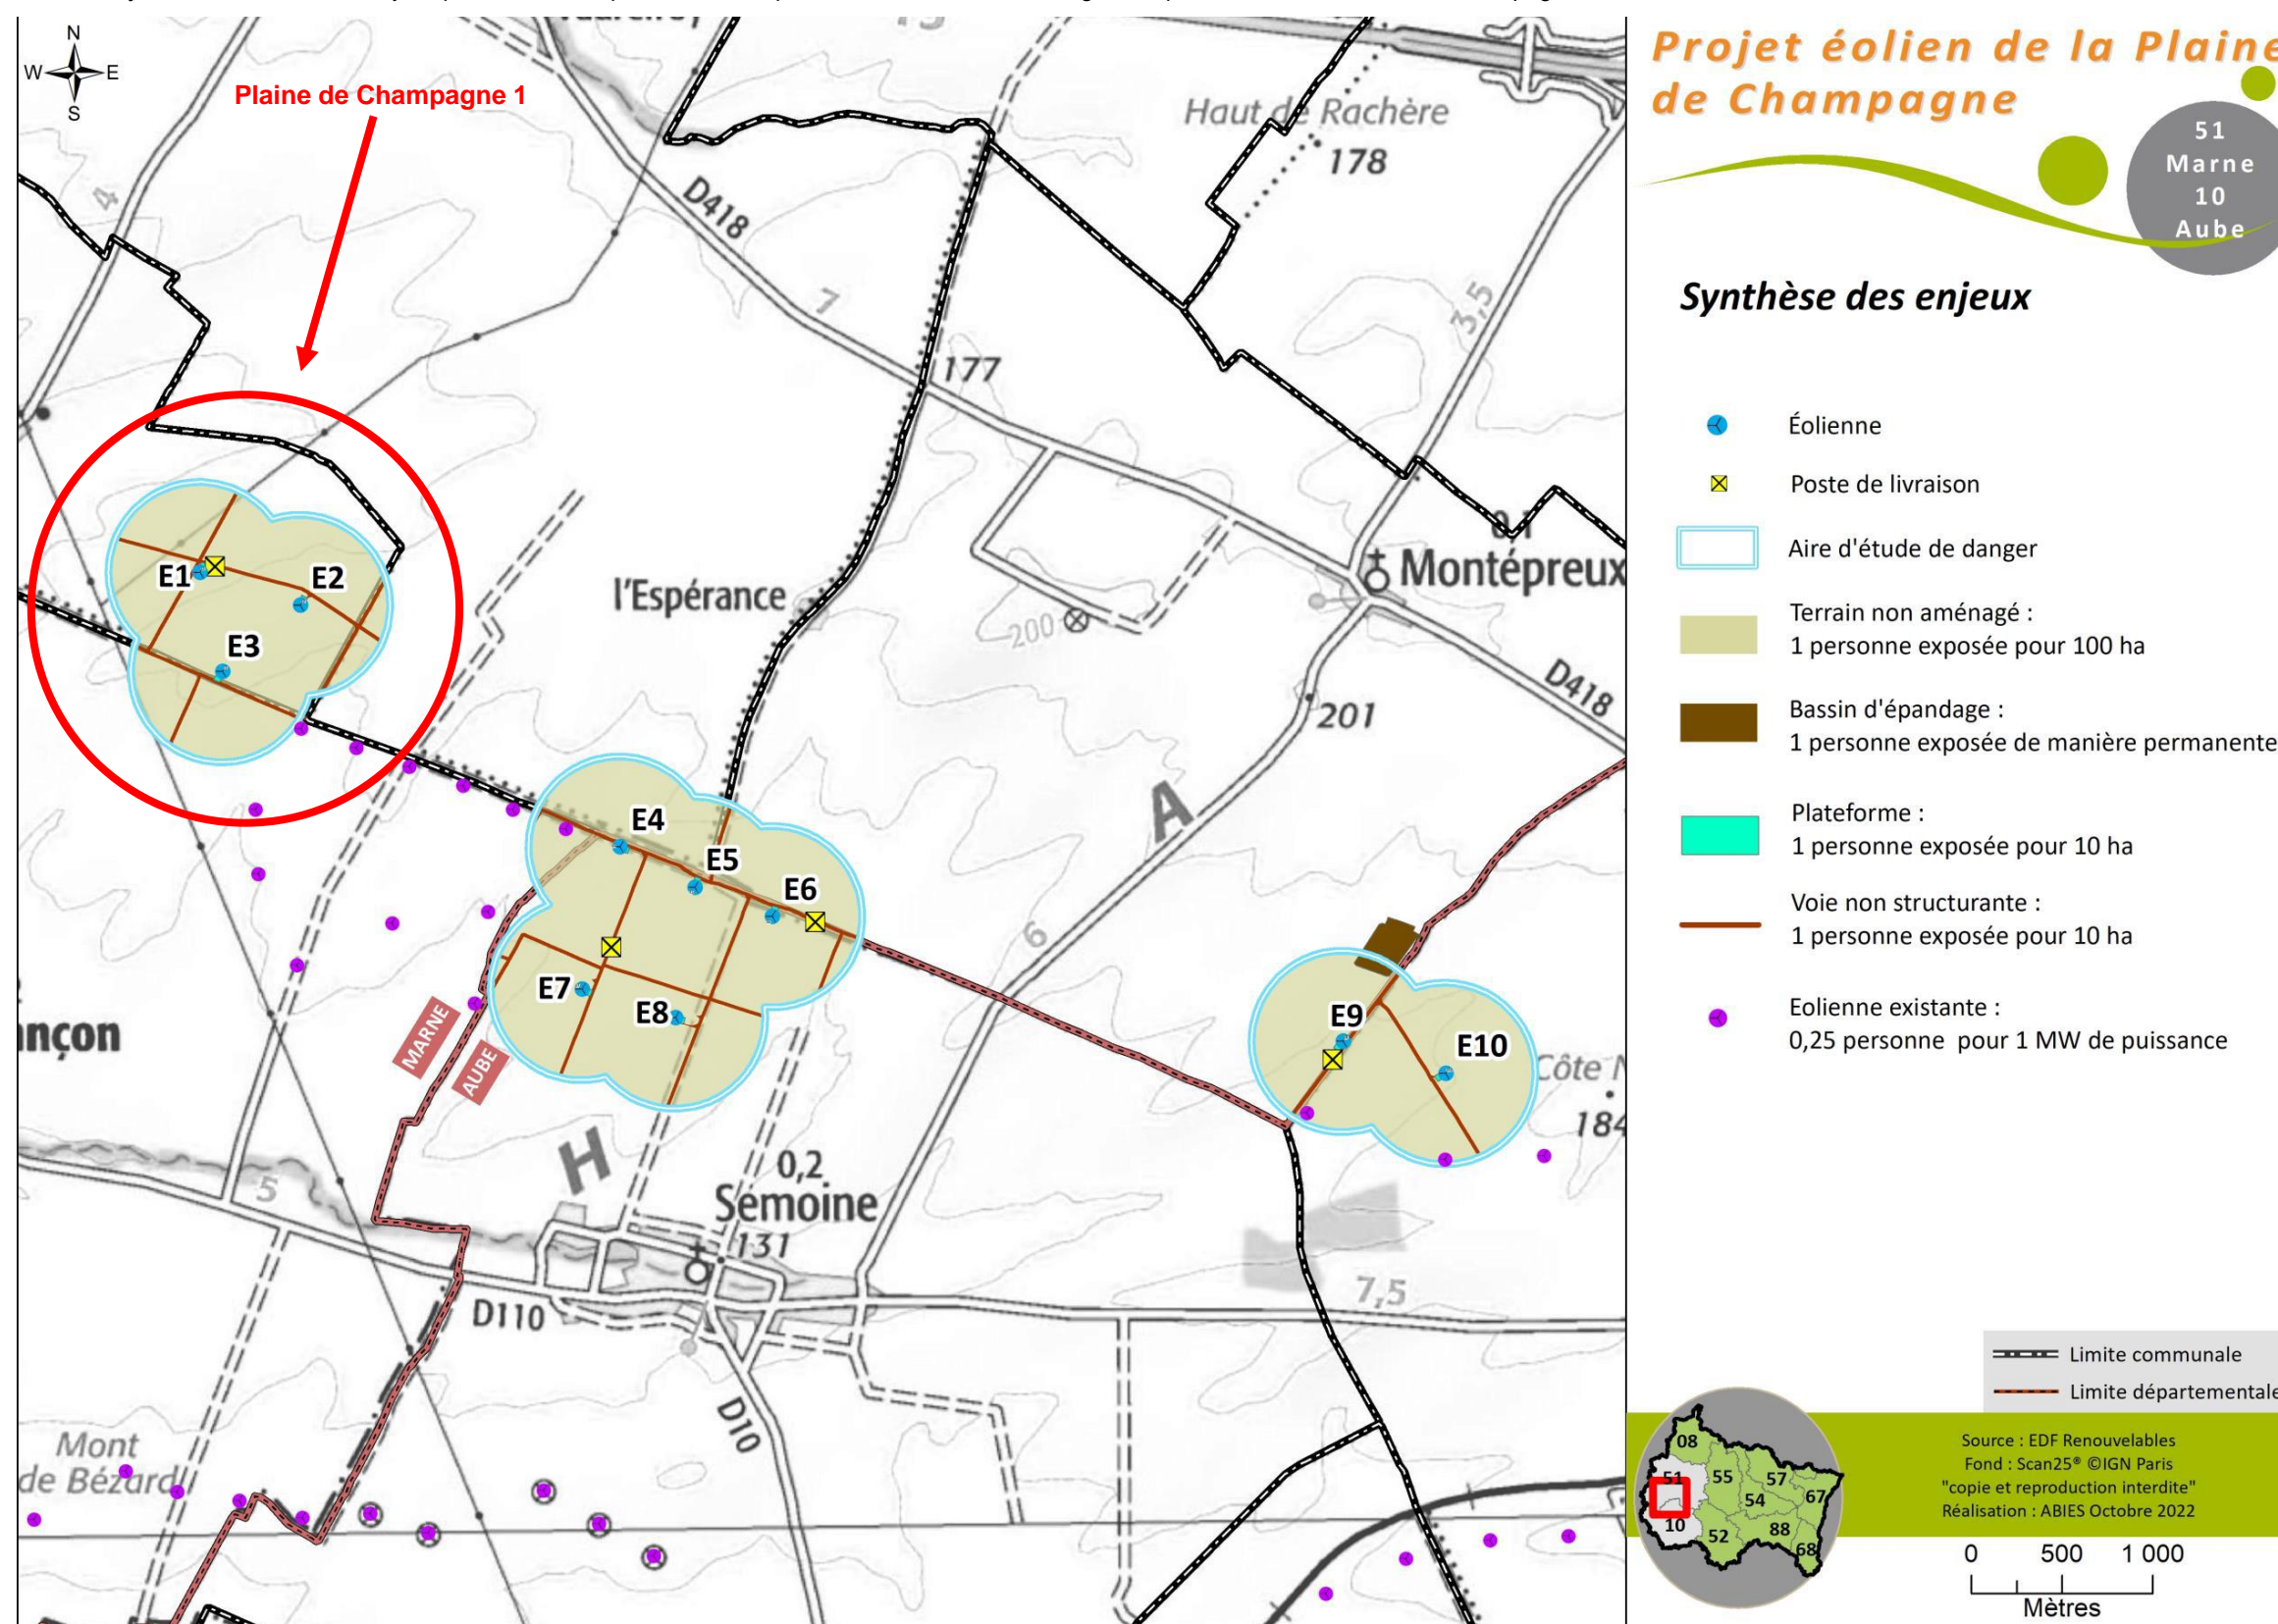 N
W E
S
Plaine de Champagne 1
4
D418
7
Haut de Rachère
178
3,5
177
E1
E2
E3
l'Espérance
0,1
Montépreux
200
D418
201
A
E4
E5
E6
6
E7
E8
MARNE
AUBE
E9
E10
184
H
5
0,2
Semoine
131
7,5
D110
D10
Mont
de Bézard
Projet éolien de la Plaine
de Champagne
51
Marne
10
Aube
Synthèse des enjeux
Éolienne
Poste de livraison
Aire d'étude de danger
Terrain non aménagé :
1 personne exposée pour 100 ha
Bassin d'épandage :
1 personne exposée de manière permanente
Plateforme :
1 personne exposée pour 10 ha
Voie non structurante :
1 personne exposée pour 10 ha
Eolienne existante :
0,25 personne pour 1 MW de puissance
Limite communale
Limite départementale
08
51
55
57
54
67
10
52
88
68
Source : EDF Renouvelables
Fond : Scan25® ©IGN Paris
"copie et reproduction interdite"
Réalisation : ABIES Octobre 2022
0 500 1 000
Mètres